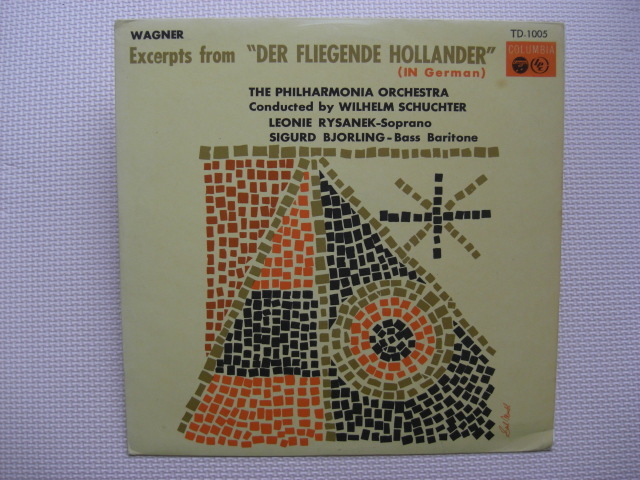 WAGNER
TD-1005
Excerpts from "DER FLIEGENDE HOLLANDER"
COLUMBIA
(IN German)
THE PHILHARMONIA ORCHESTRA
Conducted by WILHELM SCHUCHTER
LEONIE RYSANEK-Soprano
SIGURD BJORLING-Bass Baritone